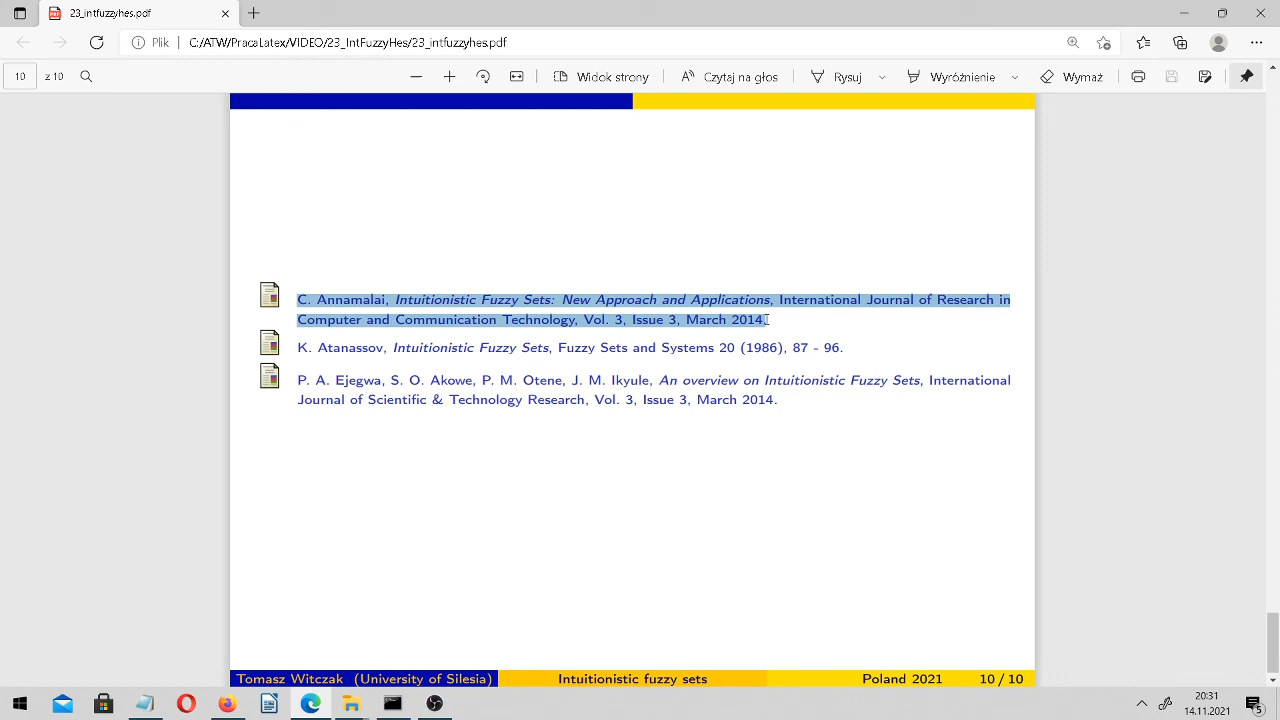 23_intfuzzyhes.pdf
Plik
C:/ATW/PracaLatex/VIDEO/23_IntFuzyHes/23_intfuzzyhes.pdf
10
z 10
Widok strony
Czytaj na głos
Rysuj
Wyróżnienie
Wymaż
C. Annamalai, Intuitionistic Fuzzy Sets: New Approach and Applications, International Journal of Research in
Computer and Communication Technology, Vol. 3, Issue 3, March 2014.
K. Atanassov, Intuitionistic Fuzzy Sets, Fuzzy Sets and Systems 20 (1986), 87 - 96.
P. A. Ejegwa, S. O. Akowe, P. M. Otene, J. M. Ikyule, An overview on Intuitionistic Fuzzy Sets, International
Journal of Scientific & Technology Research, Vol. 3, Issue 3, March 2014.
Tomasz Witczak (University of Silesia)
Intuitionistic fuzzy sets
Poland 2021
10 / 10
20:31
14.11.2021
5